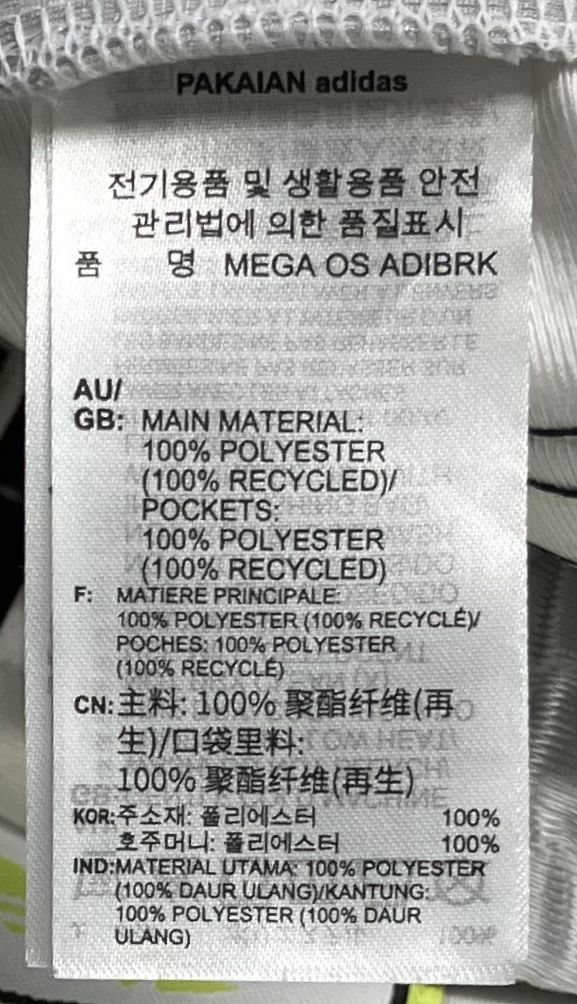 PAKAIAN adidas
전기용품 및 생활용품 안전
관리법에 의한 품질표시
품 명 MEGA OS ADIBRK
AU/
GB: MAIN MATERIAL:
100% POLYESTER
(100% RECYCLED)/
POCKETS:
100% POLYESTER
(100% RECYCLED)
F: MATIERE PRINCIPALE:
100% POLYESTER (100% RECYCLÉ)/
POCHES: 100% POLYESTER
(100% RECYCLÉ)
CN: 主料: 100% 聚酯纤维(再
生)/口袋里料:
100% 聚酯纤维(再生)
KOR: 주소재: 폴리에스터 100%
호주머니: 폴리에스터 100%
IND: MATERIAL UTAMA: 100% POLYESTER
(100% DAUR ULANG)/KANTUNG:
100% POLYESTER (100% DAUR
ULANG)